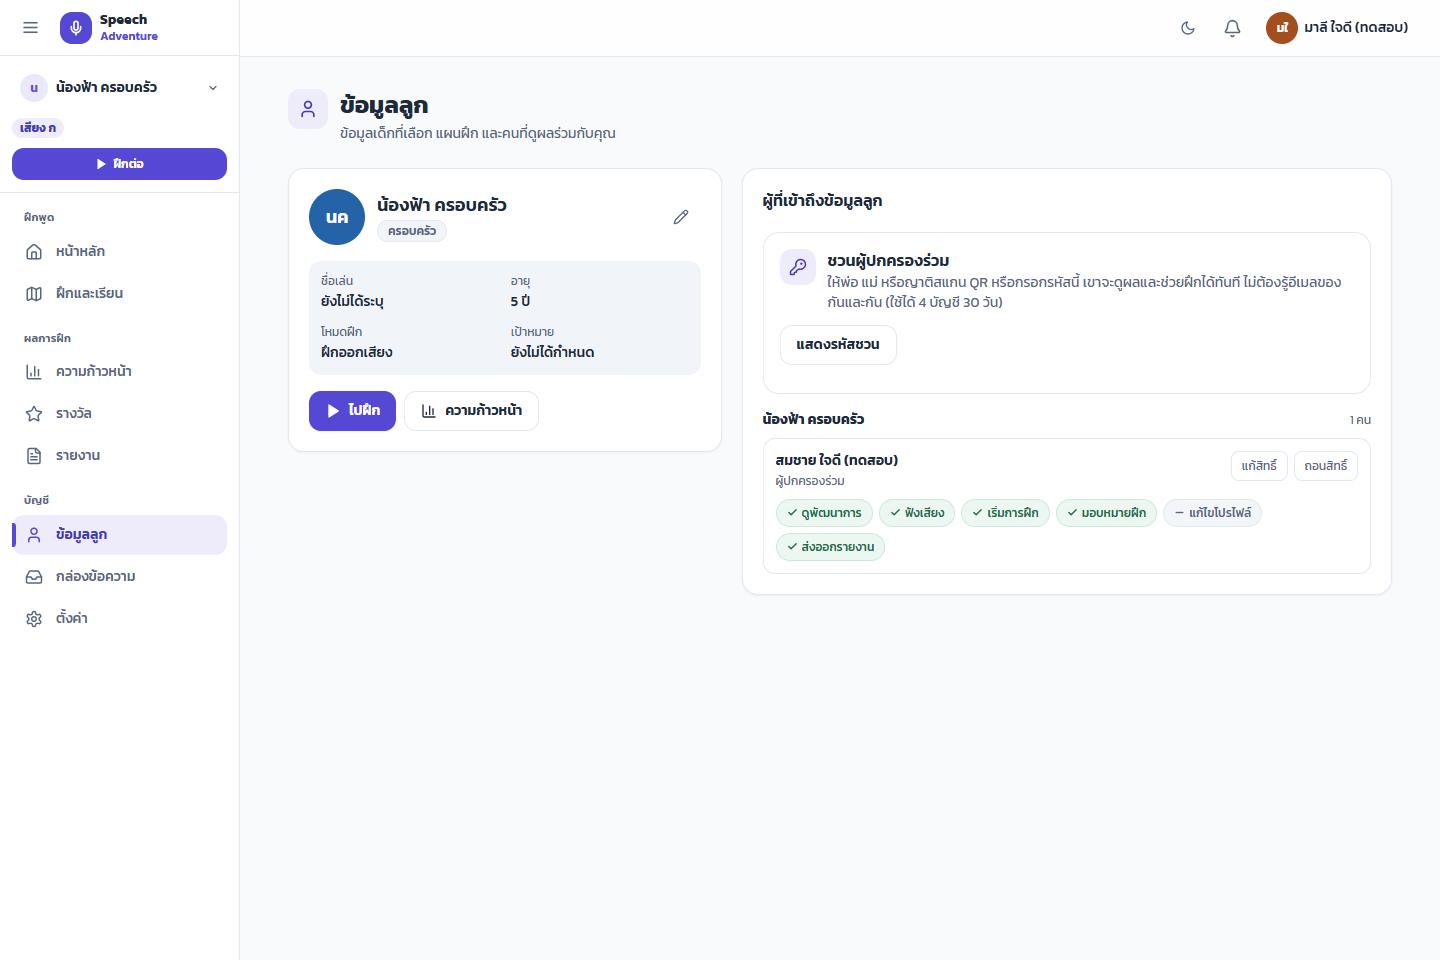 Speech
Adventure
มใ
มาลี ใจดี (ทดสอบ)
น
น้องฟ้า ครอบครัว
เสียง ก
ฝึกต่อ
ฝึกพูด
หน้าหลัก
ฝึกและเรียน
ผลการฝึก
ความก้าวหน้า
รางวัล
รายงาน
บัญชี
ข้อมูลลูก
กล่องข้อความ
ตั้งค่า
ข้อมูลลูก
ข้อมูลเด็กที่เลือก แผนฝึก และคนที่ดูผลร่วมกับคุณ
นค
น้องฟ้า ครอบครัว
ครอบครัว
ชื่อเล่น
ยังไม่ได้ระบุ
อายุ
5 ปี
โหมดฝึก
ฝึกออกเสียง
เป้าหมาย
ยังไม่ได้กำหนด
ไปฝึก
ความก้าวหน้า
ผู้ที่เข้าถึงข้อมูลลูก
ชวนผู้ปกครองร่วม
ให้พ่อ แม่ หรือญาติสแกน QR หรือกรอกรหัสนี้ เขาจะดูผลและช่วยฝึกได้ทันที ไม่ต้องรู้อีเมลของ
กันและกัน (ใช้ได้ 4 บัญชี 30 วัน)
แสดงรหัสชวน
น้องฟ้า ครอบครัว
1 คน
สมชาย ใจดี (ทดสอบ)
ผู้ปกครองร่วม
แก้สิทธิ์
ถอนสิทธิ์
ดูพัฒนาการ
ฟังเสียง
เริ่มการฝึก
มอบหมายฝึก
แก้ไขโปรไฟล์
ส่งออกรายงาน